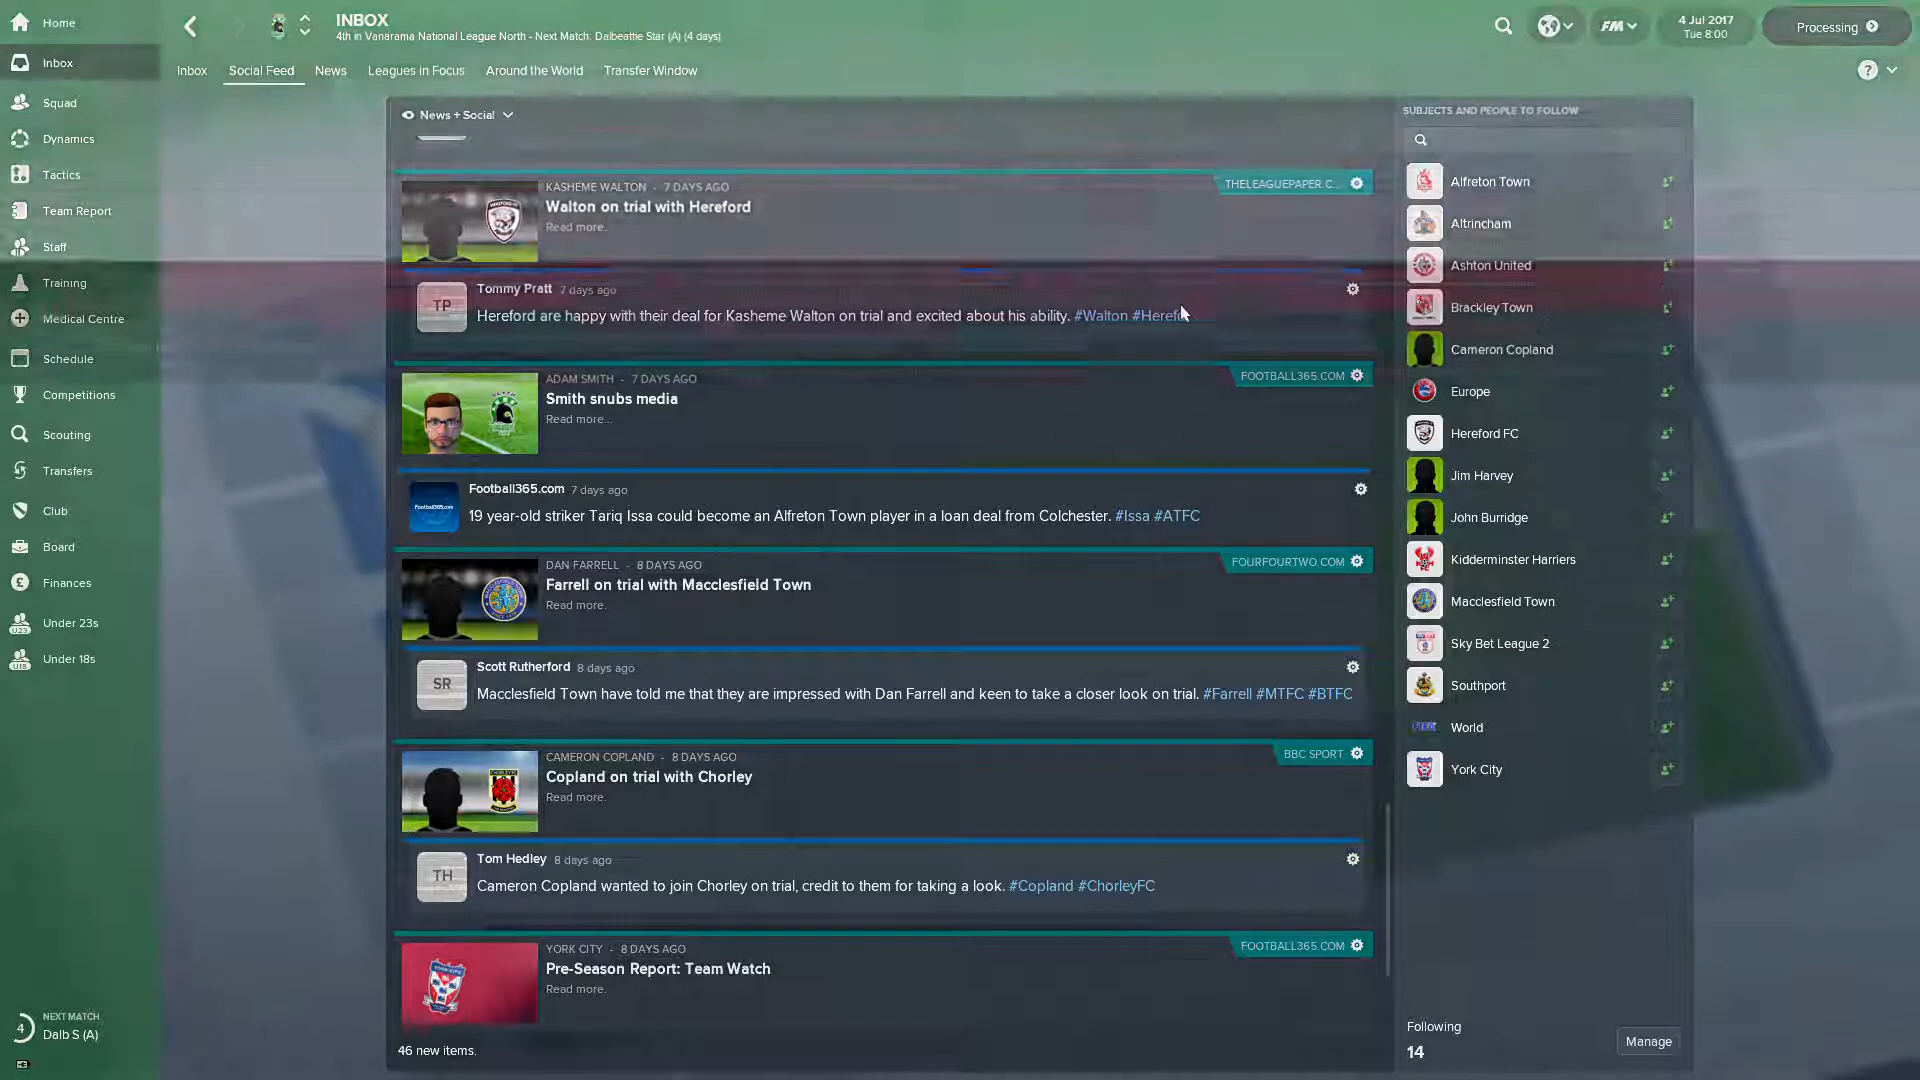 Home
Inbox
Squad
Dynamics
Tactics
Team Report
Staff
Training
Medical Centre
Schedule
Competitions
Scouting
Transfers
Club
Board
Finances
Under 23s
Under 18s
4
NEXT MATCH
Dalb S (A)
INBOX
4th in Vanarama National League North - Next Match: Dalbeattie Star (A) (4 days)
FM
4 Jul 2017
Tue 8:00
Processing
Inbox Social Feed News Leagues in Focus Around the World Transfer Window
?
News + Social
KASHEME WALTON - 7 DAYS AGO
THELEAGUEPAPER.C...
Walton on trial with Hereford
Read more.
TP
Tommy Pratt 7 days ago
Hereford are happy with their deal for Kasheme Walton on trial and excited about his ability. #Walton
ADAM SMITH - 7 DAYS AGO
FOOTBALL365.COM
Smith snubs media
Read more...
Football365.com
Football365.com 7 days ago
19 year-old striker Tariq Issa could become an Alfreton Town player in a loan deal from Colchester. #Issa #ATFC
DAN FARRELL - 8 DAYS AGO
FOURFOURTWO.COM
Farrell on trial with Macclesfield Town
Read more.
SR
Scott Rutherford 8 days ago
Macclesfield Town have told me that they are impressed with Dan Farrell and keen to take a closer look on trial. #Farrell #MTFC #BTFC
CAMERON COPLAND - 8 DAYS AGO
BBC SPORT
Copland on trial with Chorley
Read more.
TH
Tom Hedley 8 days ago
Cameron Copland wanted to join Chorley on trial, credit to them for taking a look. #Copland #ChorleyFC
YORK CITY - 8 DAYS AGO
FOOTBALL365.COM
Pre-Season Report: Team Watch
Read more.
46 new items.
SUBJECTS AND PEOPLE TO FOLLOW
Alfreton Town
Altrincham
Ashton United
Brackley Town
Cameron Copland
Europe
Hereford FC
Jim Harvey
John Burridge
Kidderminster Harriers
Macclesfield Town
Sky Bet League 2
Southport
World
York City
Following
14
Manage